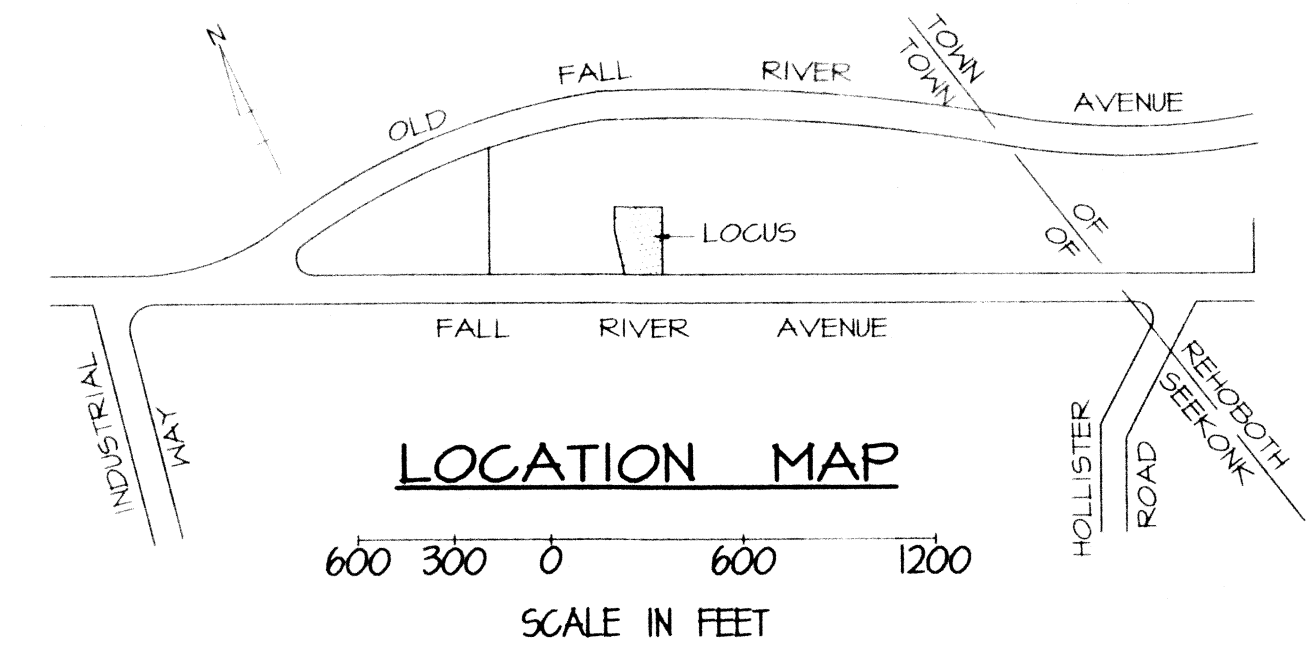 N
OLD FALL RIVER AVENUE
TOWN
TOWN
OF
OF
REHOBOTH
SEEKONK
LOCUS
FALL RIVER AVENUE
INDUSTRIAL
WAY
HOLLISTER
ROAD
LOCATION MAP
600 300 0 600 1200
SCALE IN FEET